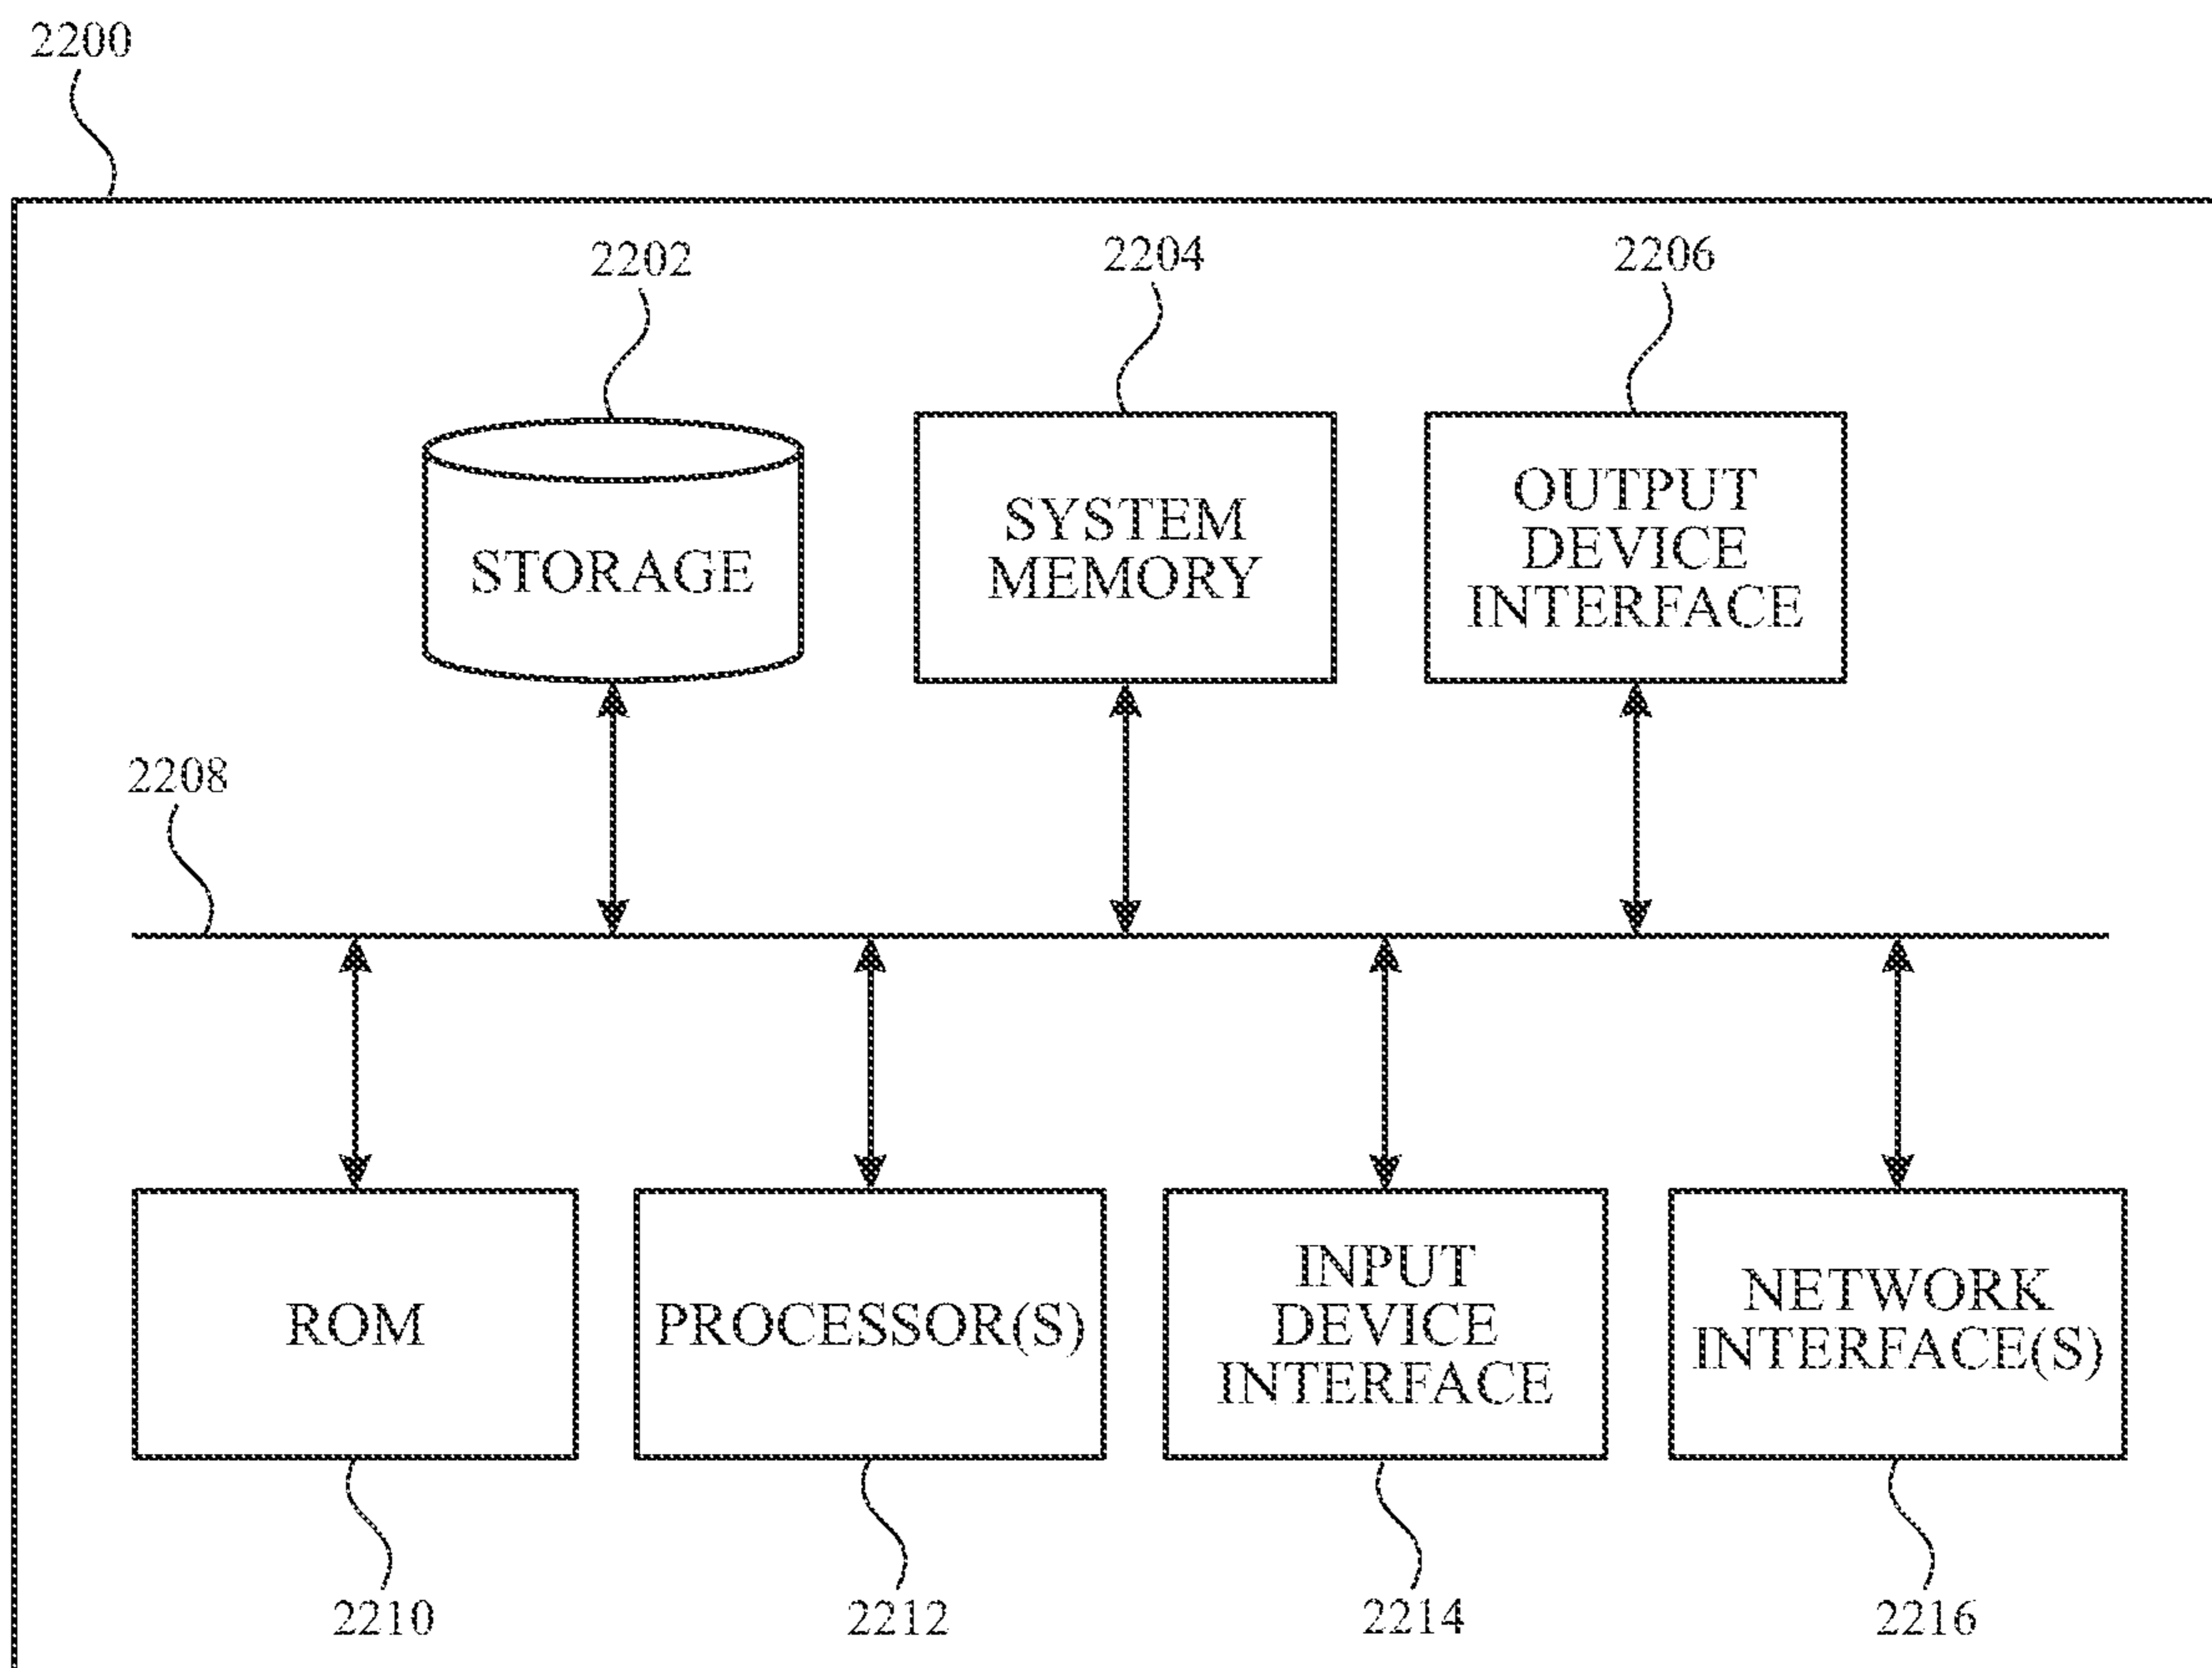 2200
2202
2204
2206
STORAGE
SYSTEM
MEMORY
OUTPUT
DEVICE
INTERFACE
2208
ROM
PROCESSOR(S)
INPUT
DEVICE
INTERFACE
NETWORK
INTERFACE(S)
2210
2212
2214
2216